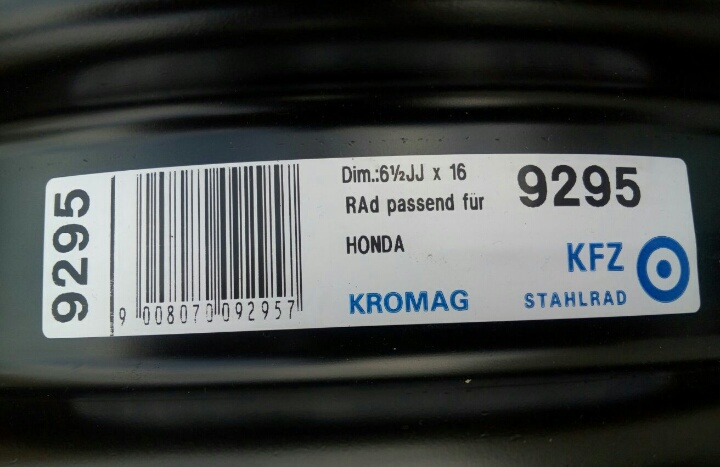 9295
9 008070 092957
Dim.:6½JJ x 16
RAd passend für
HONDA
KROMAG
9295
KFZ
STAHLRAD